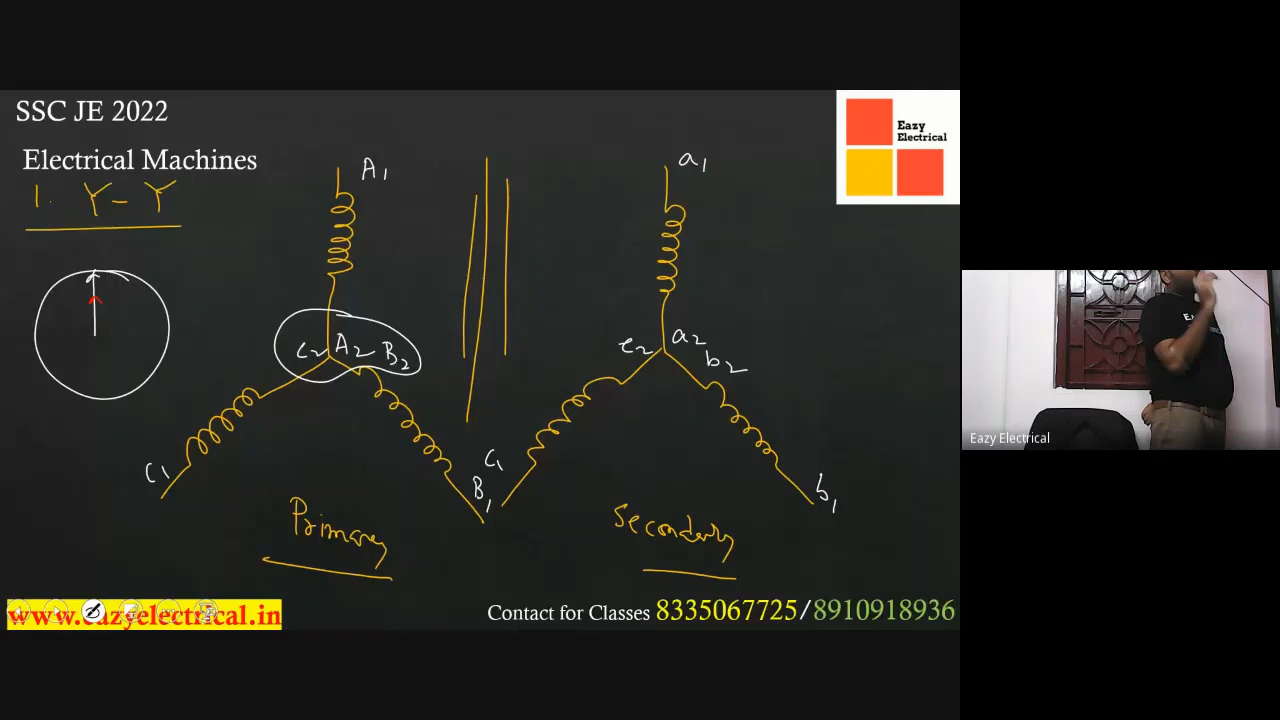 SSC JE 2022
Eazy
Electrical
Electrical Machines
1. Y - Y
A1
a1
C2 A2 B2
c2 a2
b2
C1
B1
c1
b1
Primary
Secondary
Eazy Electrical
www.eazyelectrical.in
Contact for Classes 8335067725/8910918936